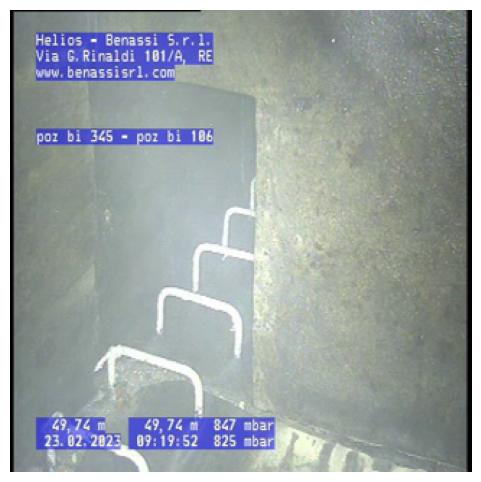 Helios - Benassi S.r.l.
Via G.Rinaldi 101/A, RE
www.benassisrl.com
poz bi 345 - poz bi 106
49,74 m 49,74 m 847 mbar
23.02.2023 09:19:52 825 mbar